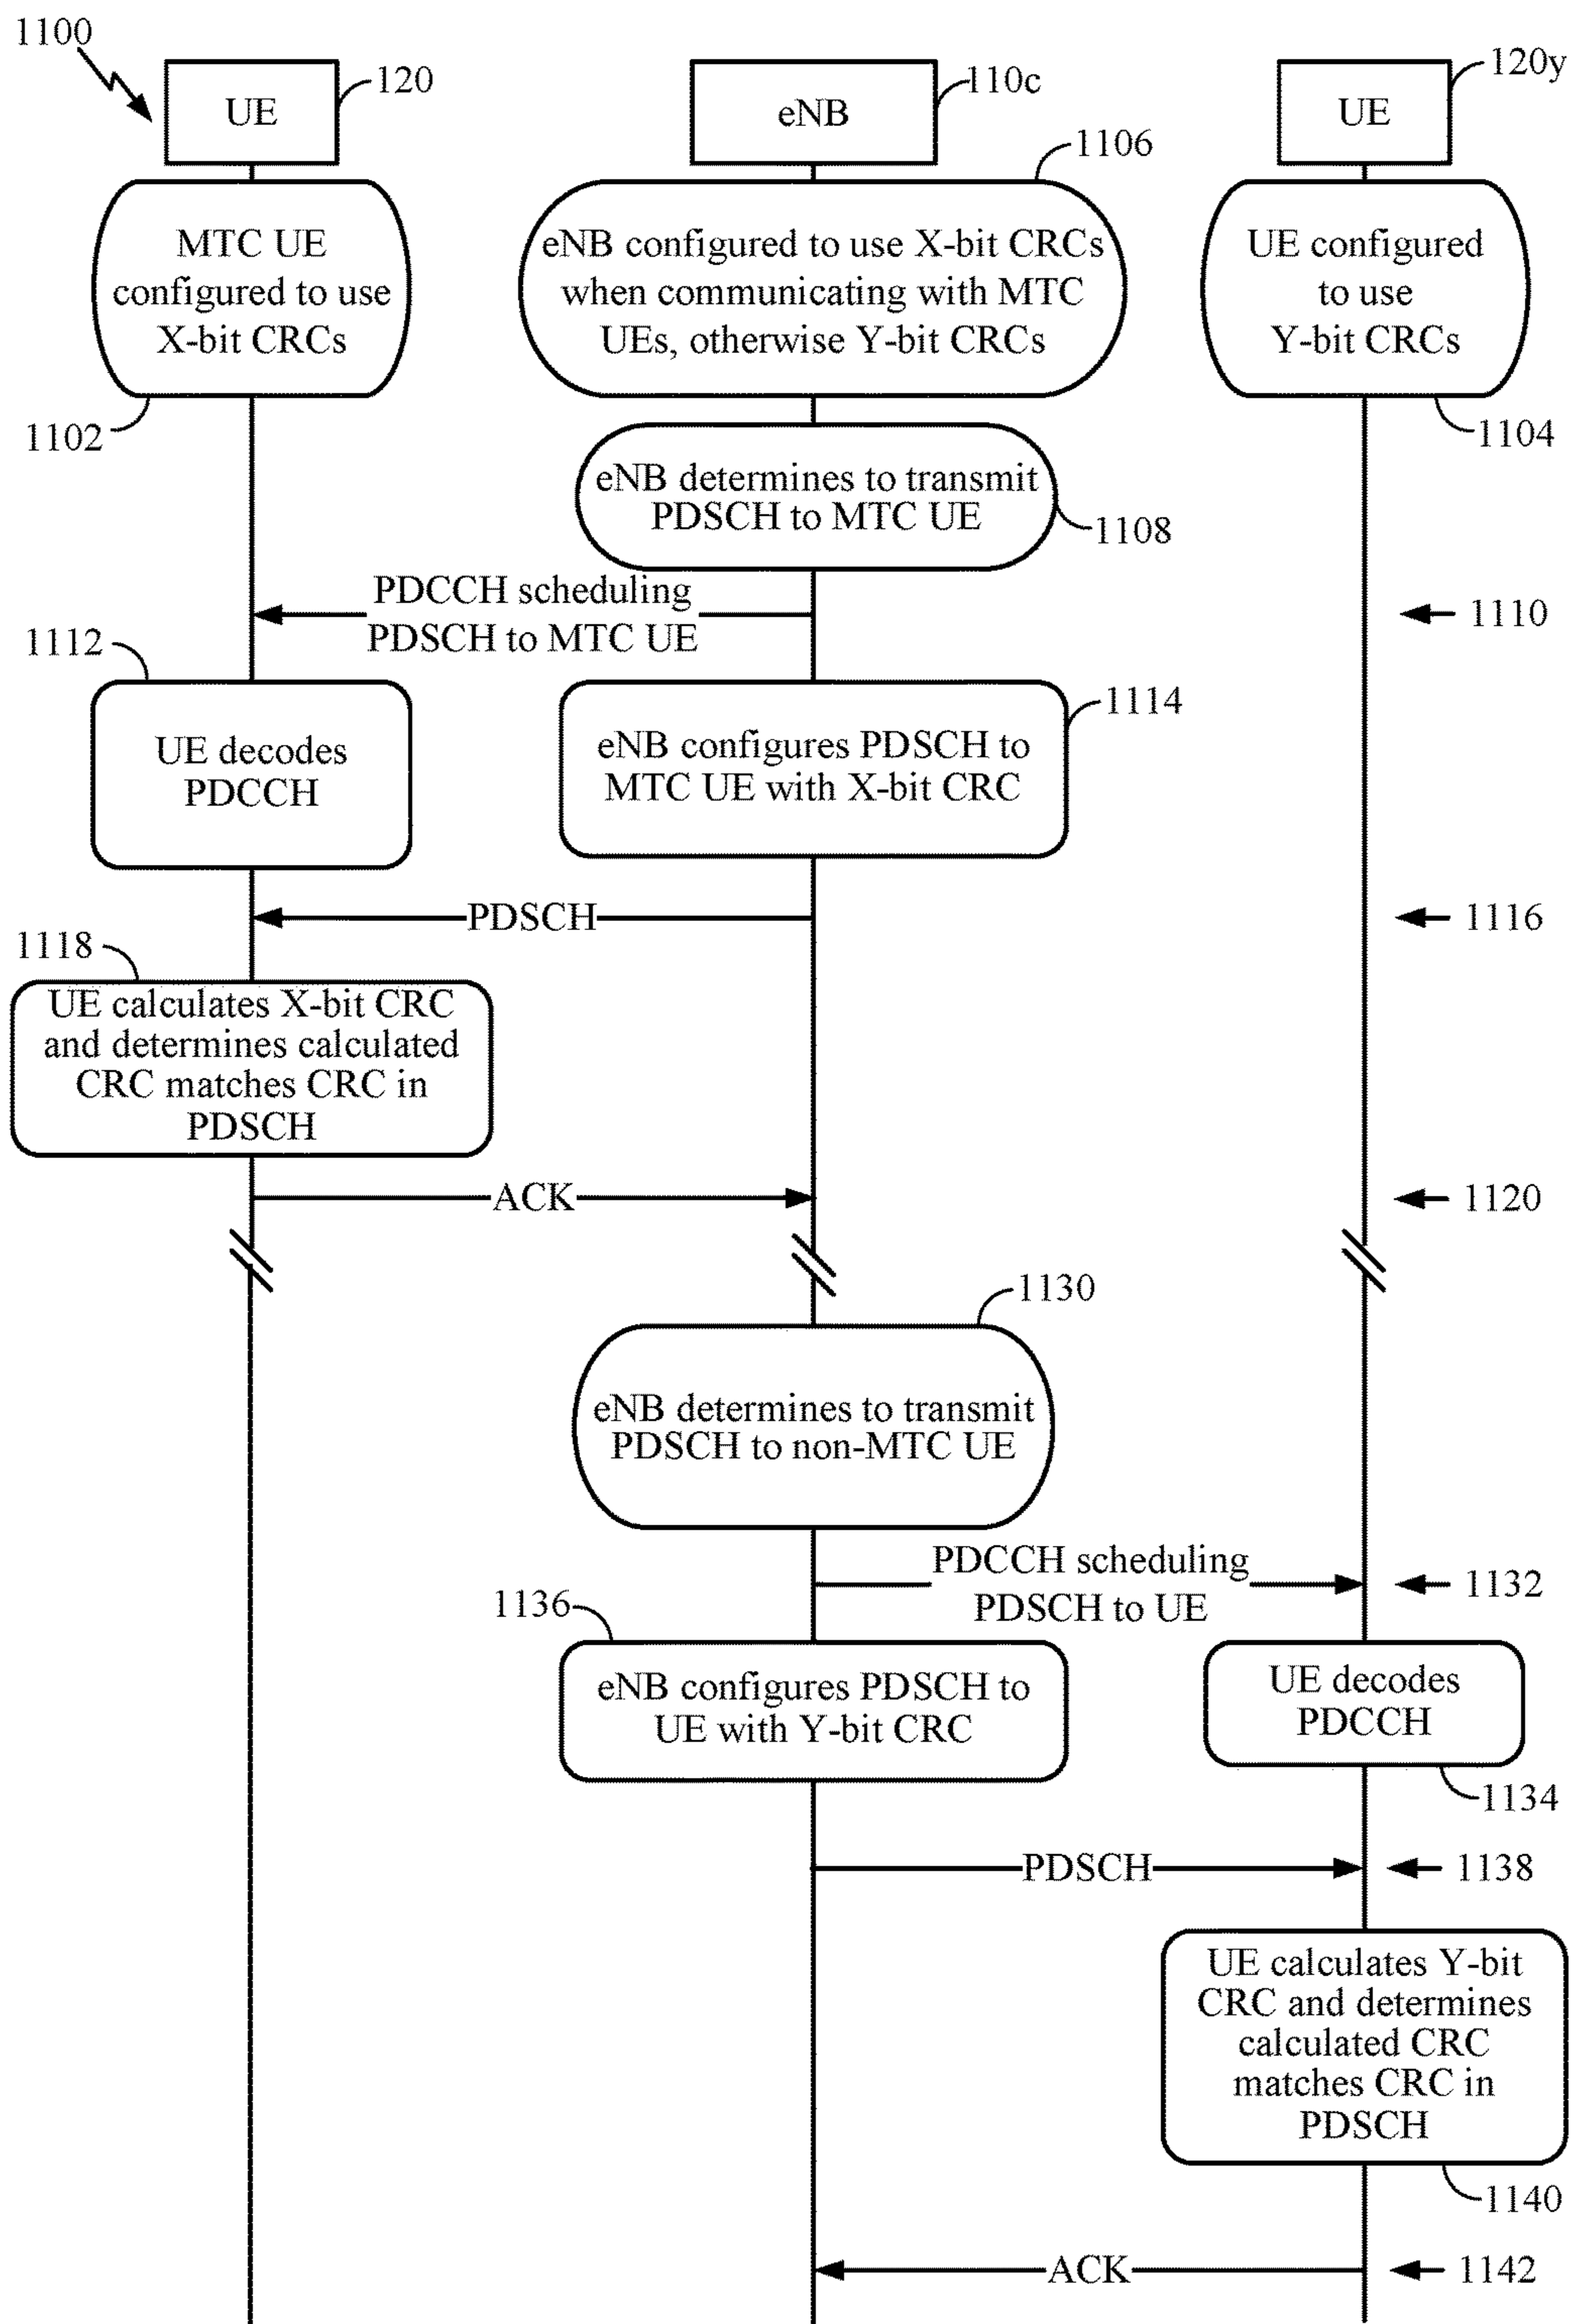 1100
UE
120
eNB
110c
UE
120y
1106
MTC UE
configured to use
X-bit CRCs
eNB configured to use X-bit CRCs
when communicating with MTC
UEs, otherwise Y-bit CRCs
UE configured
to use
Y-bit CRCs
1102
1104
eNB determines to transmit
PDSCH to MTC UE
1108
PDCCH scheduling
PDSCH to MTC UE
1110
1112
UE decodes
PDCCH
1114
eNB configures PDSCH to
MTC UE with X-bit CRC
PDSCH
1116
1118
UE calculates X-bit CRC
and determines calculated
CRC matches CRC in
PDSCH
ACK
1120
1130
eNB determines to transmit
PDSCH to non-MTC UE
PDCCH scheduling
PDSCH to UE
1132
1136
eNB configures PDSCH to
UE with Y-bit CRC
UE decodes
PDCCH
1134
PDSCH
1138
UE calculates Y-bit
CRC and determines
calculated CRC
matches CRC in
PDSCH
1140
ACK
1142